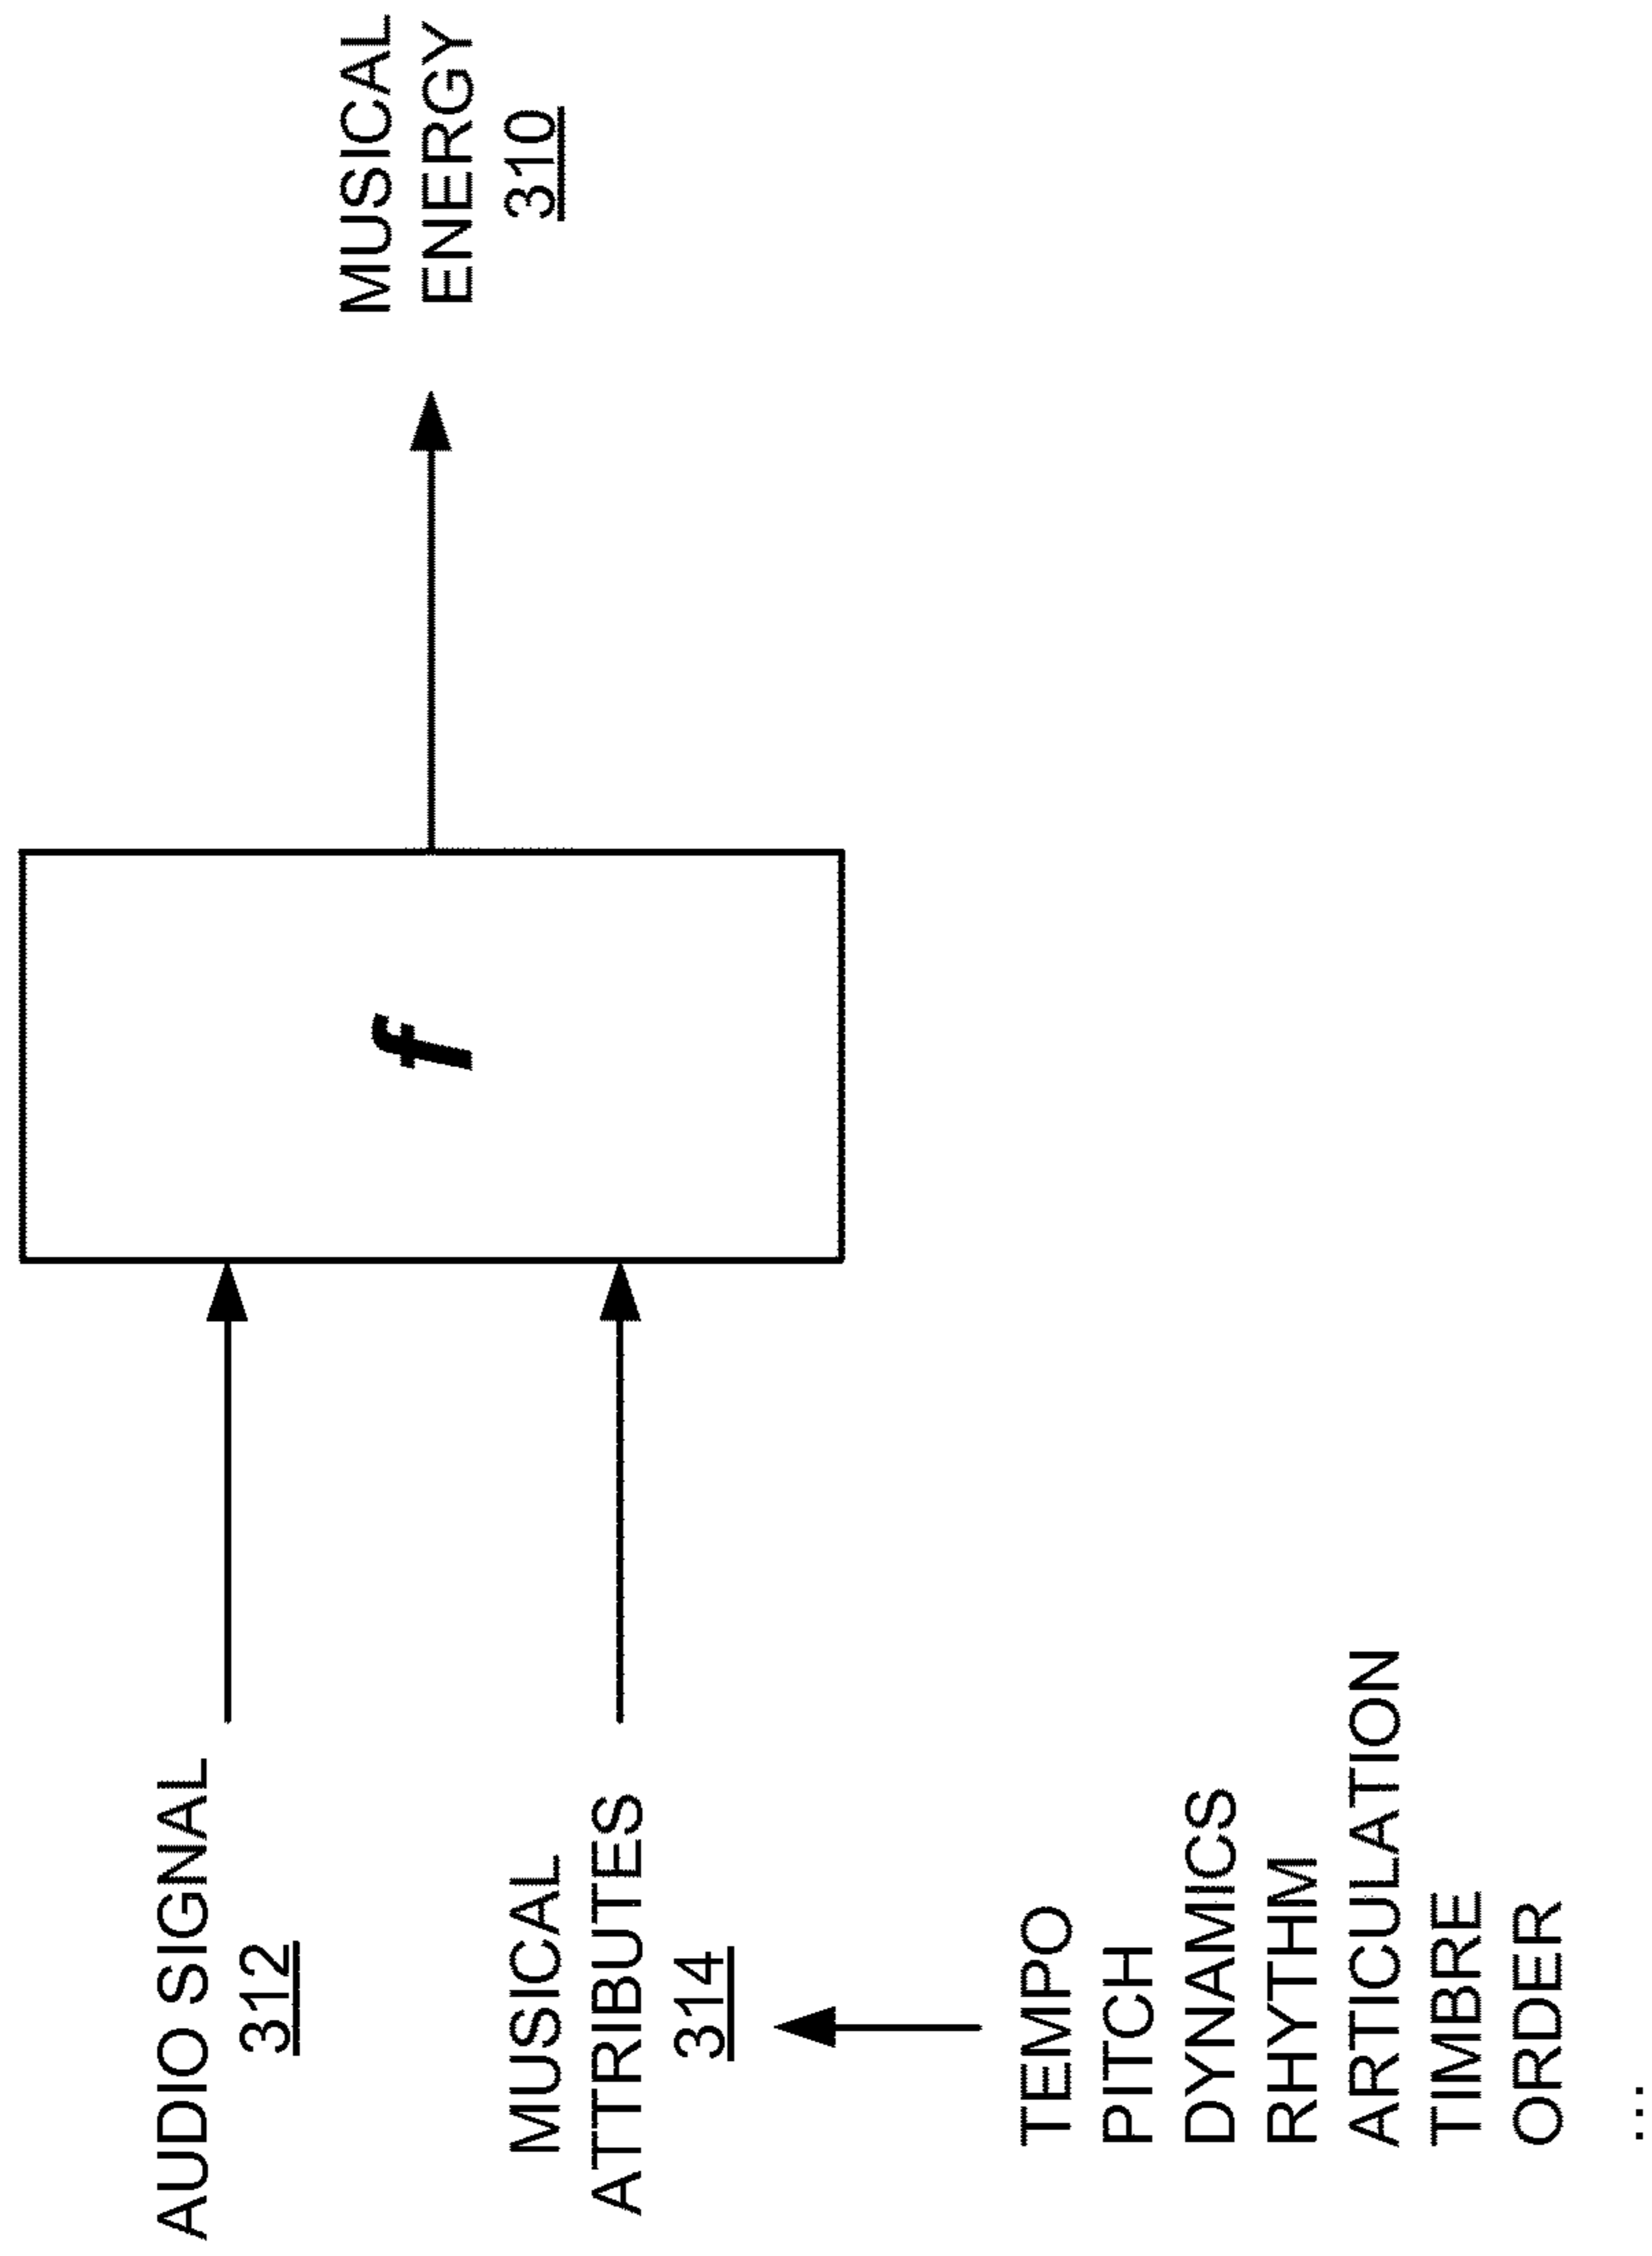 AUDIO SIGNAL
312
MUSICAL
ATTRIBUTES
314
TEMPO
PITCH
DYNAMICS
RHYTHM
ARTICULATION
TIMBRE
ORDER
...
f
MUSICAL
ENERGY
310